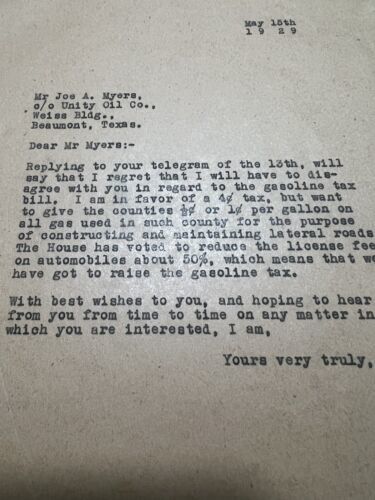 May 15th
1 9 29
Mr Joe A. Myers,
c/o Unity Oil Co.,
Weiss Bldg.,
Beaumont, Texas.
Dear Mr Myers:-
Replying to your telegram of the 13th, will
say that I regret that I will have to dis-
agree with you in regard to the gasoline tax
bill. I am in favor of a 4¢ tax, but want
to give the counties ½¢ or 1¢ per gallon on
all gas used in such county for the purpose
of constructing and maintaining lateral roads
The House has voted to reduce the license fee
on automobiles about 50%, which means that we
have got to raise the gasoline tax.
With best wishes to you, and hoping to hear
from you from time to time on any matter in
which you are interested, I am,
Yours very truly,